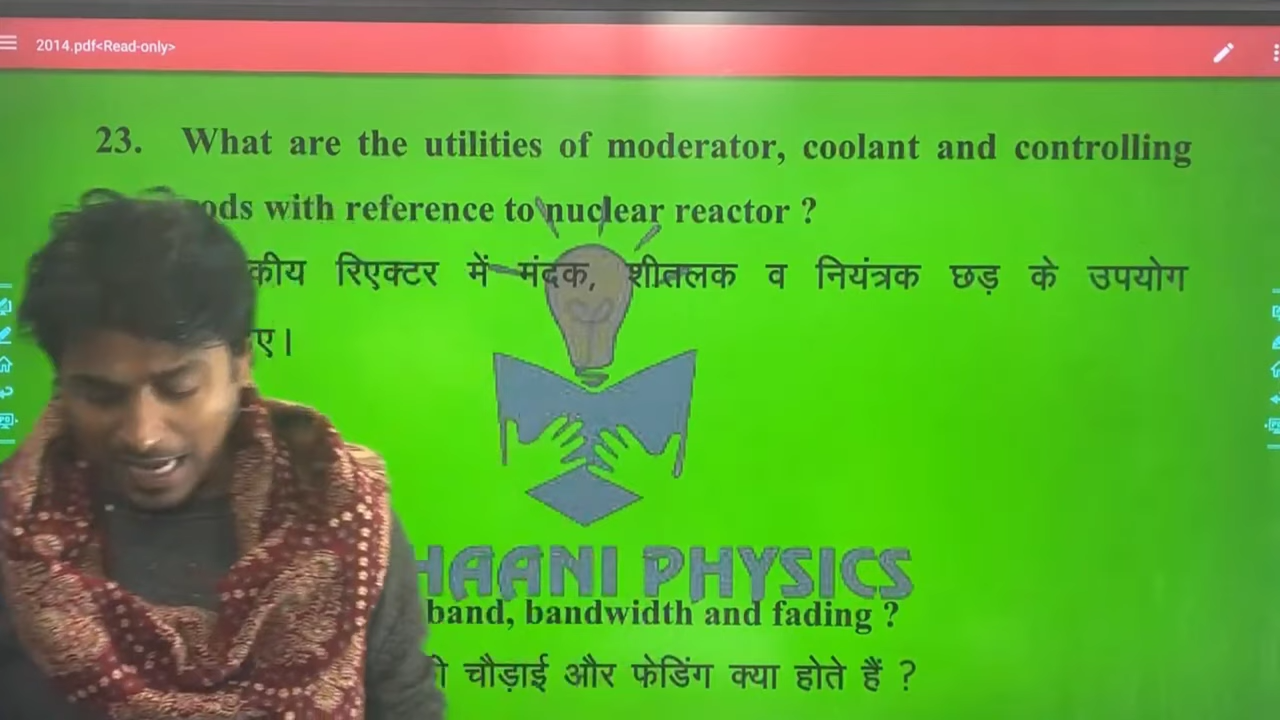 2014.pdf<Read-only>
23. What are the utilities of moderator, coolant and controlling
ods with reference to nuclear reactor ?
कीय रिएक्टर में मंदक, शीतलक व नियंत्रक छड़ के उपयोग
ए।
HAANI PHYSICS
band, bandwidth and fading ?
ी चौड़ाई और फेडिंग क्या होते हैं ?